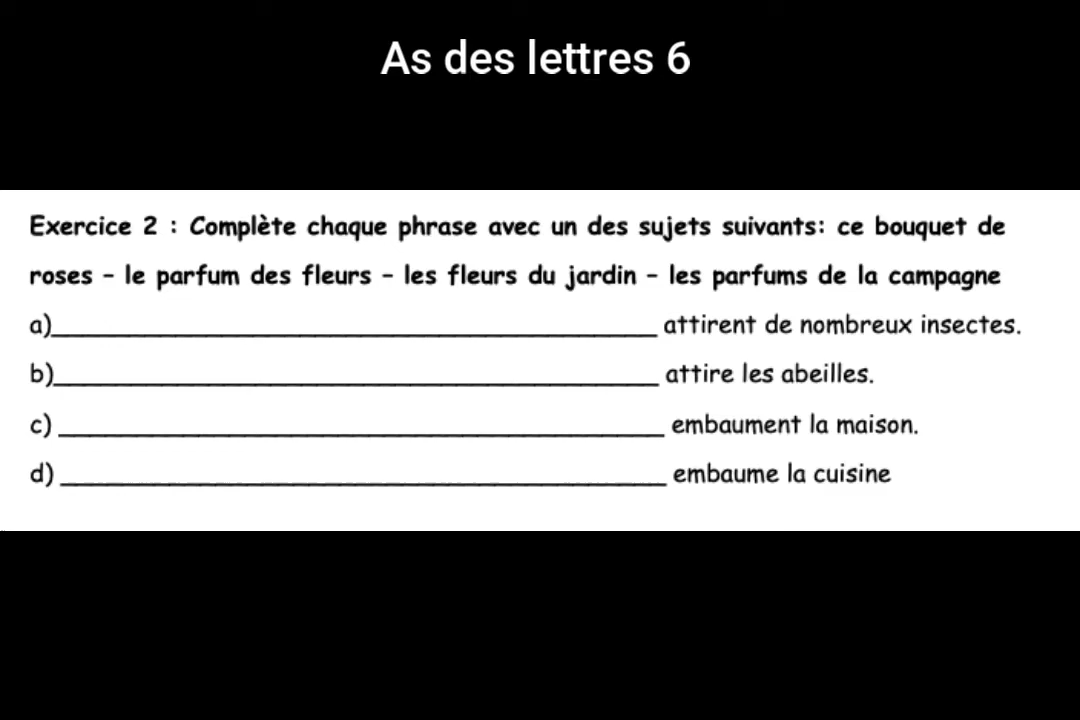 As des lettres 6
Exercice 2 : Complète chaque phrase avec un des sujets suivants: ce bouquet de
roses - le parfum des fleurs - les fleurs du jardin - les parfums de la campagne
a)________________________________________ attirent de nombreux insectes.
b)________________________________________ attire les abeilles.
c) ________________________________________ embaument la maison.
d) ________________________________________ embaume la cuisine